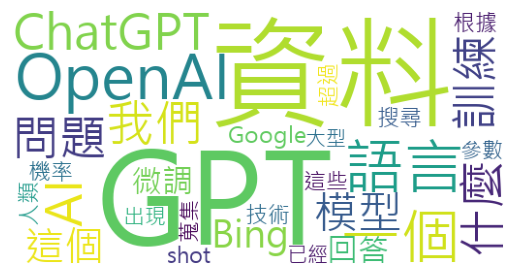 ChatGPT
資料
根據
OpenAI
超過
訓練
我們
搜尋
問題
Google
大型
GPT
語言
參數
機率
微調
這些
什麼
人類
AI
出現
蒐集
Bing
技術
模型
一個
這個
shot
已經
回答